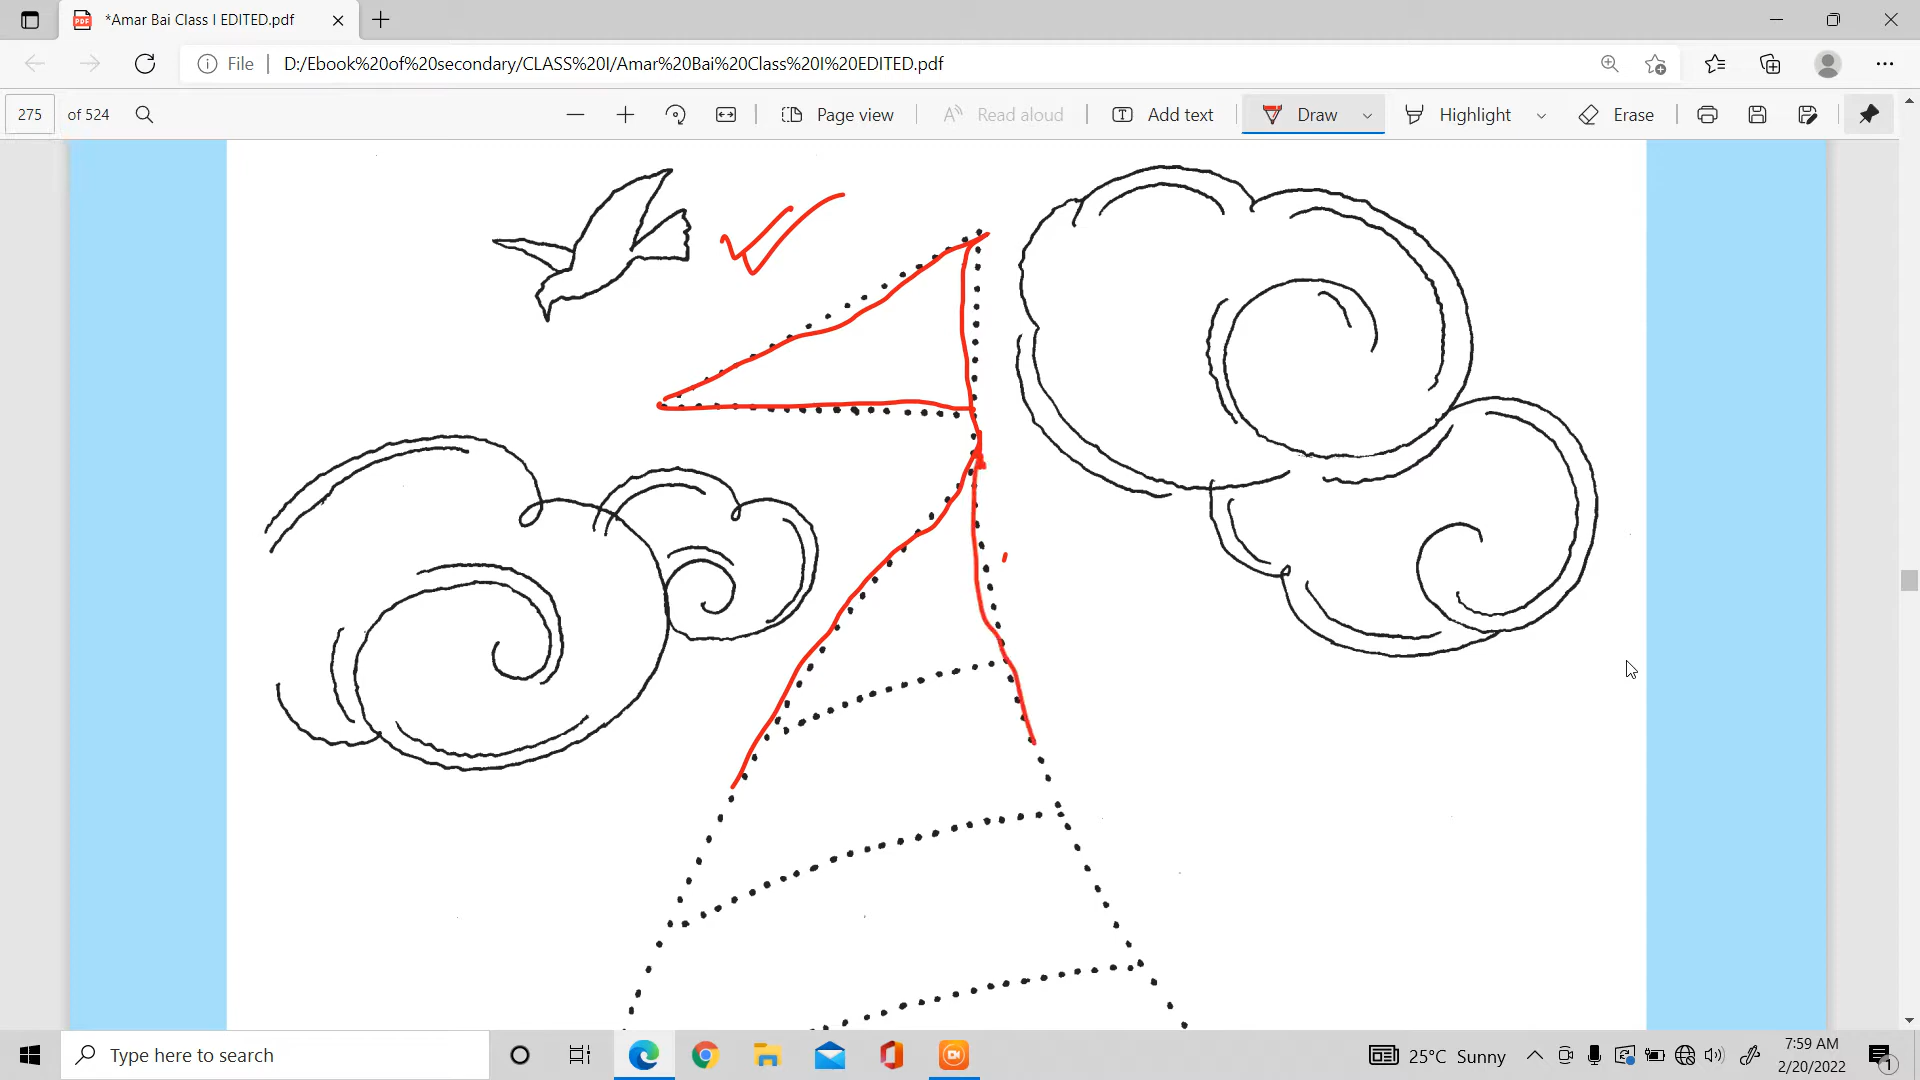 *Amar Bai Class I EDITED.pdf
File
D:/Ebook%20of%20secondary/CLASS%20I/Amar%20Bai%20Class%20I%20EDITED.pdf
275 of 524
Page view
Read aloud
Add text
Draw
Highlight
Erase
Type here to search
25°C Sunny
7:59 AM
2/20/2022
1